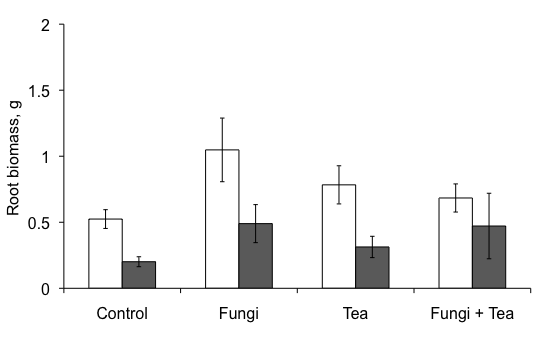 2
1.5
1
0.5
0
Root biomass, g
Control
Fungi
Tea
Fungi + Tea